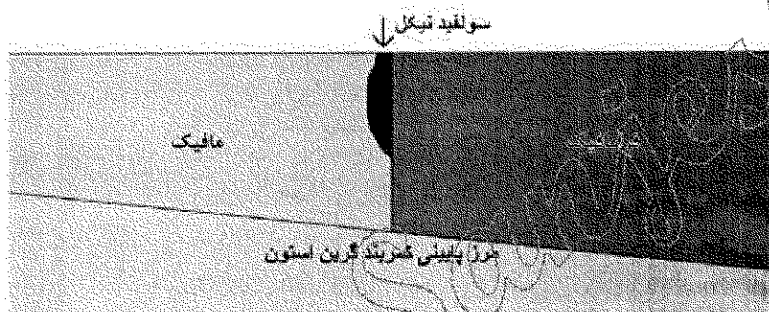 سولفید نیکل
مافیک
مرز پایینی کمربند گرین استون